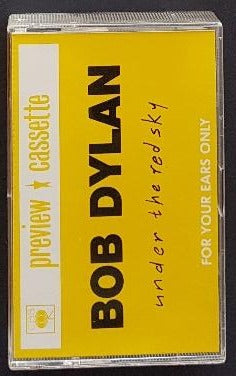 preview ★ cassette
BOB DYLAN
under the red sky
FOR YOUR EARS ONLY